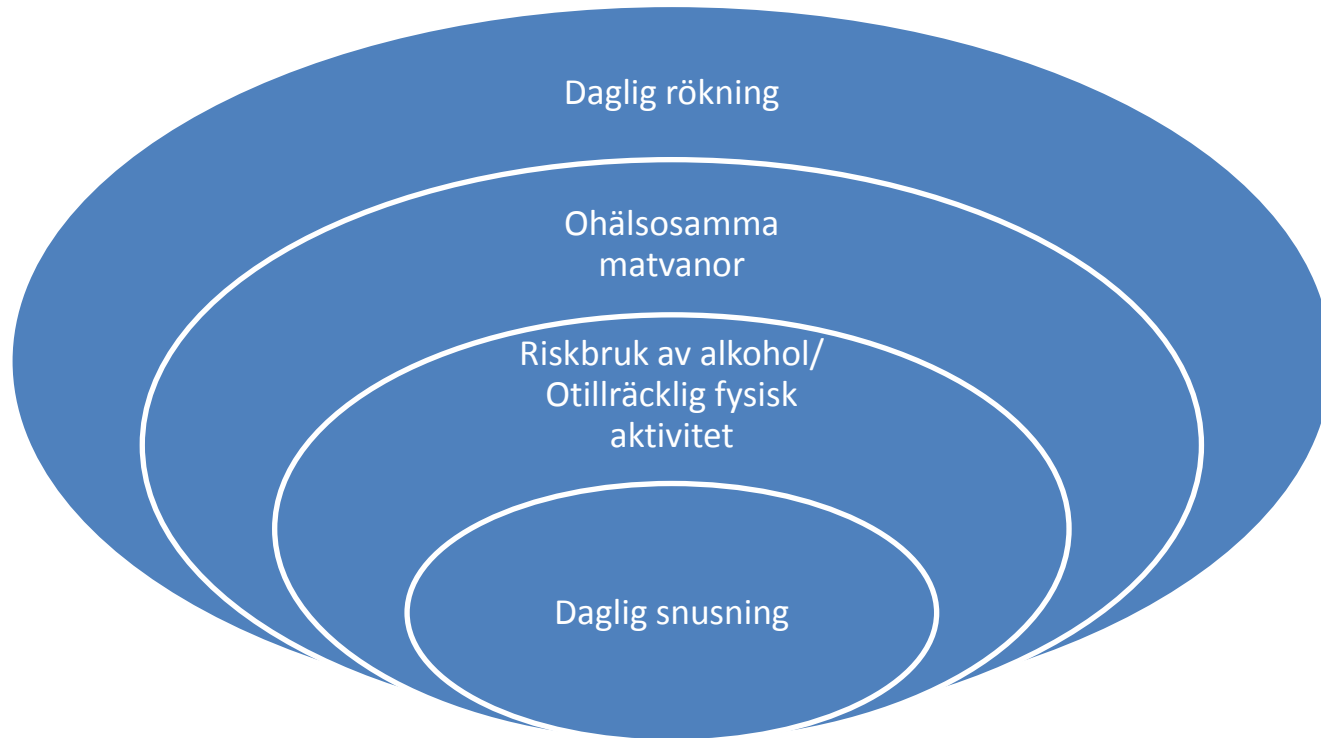 Daglig rökning
Ohälsosamma
matvanor
Riskbruk av alkohol/
Otillräcklig fysisk
aktivitet
Daglig snusning